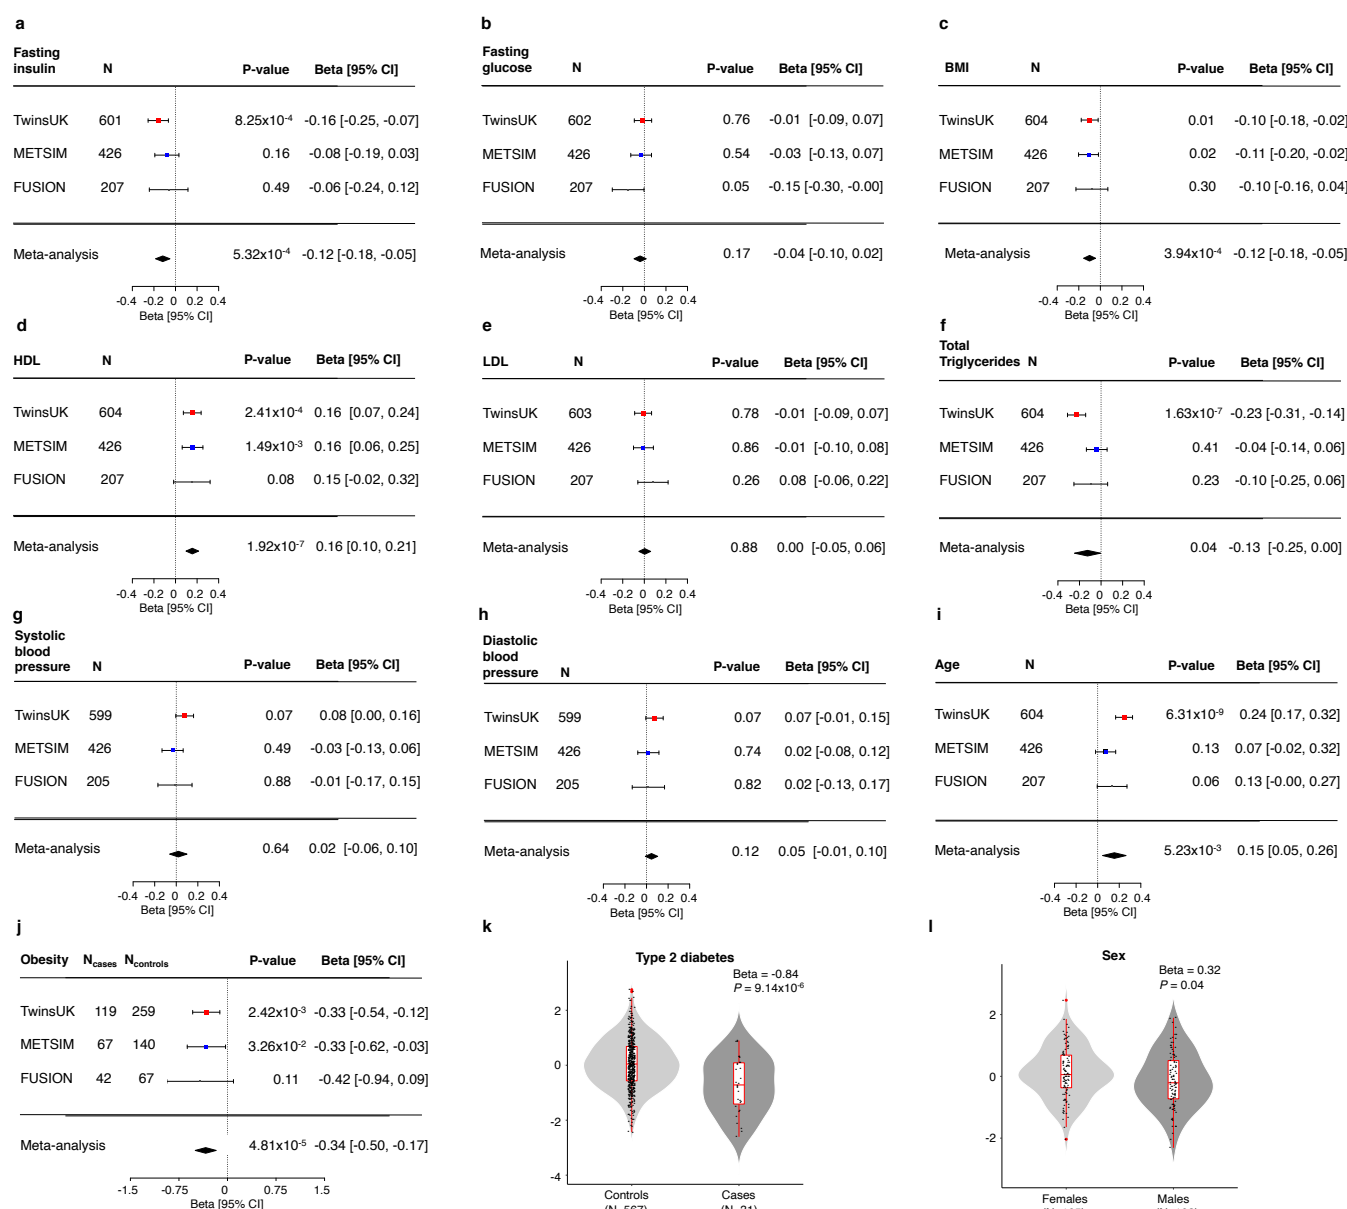 a
Fasting
insulin N P-value Beta [95% CI]
TwinsUK 601 8.25x10-4 -0.16 [-0.25, -0.07]
METSIM 426 0.16 -0.08 [-0.19, 0.03]
FUSION 207 0.49 -0.06 [-0.24, 0.12]
Meta-analysis 5.32x10-4 -0.12 [-0.18, -0.05]
-0.4 -0.2 0 0.2 0.4
Beta [95% CI]
b
Fasting
glucose N P-value Beta [95% CI]
TwinsUK 602 0.76 -0.01 [-0.09, 0.07]
METSIM 426 0.54 -0.03 [-0.13, 0.07]
FUSION 207 0.05 -0.15 [-0.30, -0.00]
Meta-analysis 0.17 -0.04 [-0.10, 0.02]
-0.4 -0.2 0 0.2 0.4
Beta [95% CI]
c
BMI N P-value Beta [95% CI]
TwinsUK 604 0.01 -0.10 [-0.18, -0.02]
METSIM 426 0.02 -0.11 [-0.20, -0.02]
FUSION 207 0.30 -0.10 [-0.16, 0.04]
Meta-analysis 3.94x10-4 -0.12 [-0.18, -0.05]
-0.4 -0.2 0 0.2 0.4
Beta [95% CI]
d
HDL N P-value Beta [95% CI]
TwinsUK 604 2.41x10-4 0.16 [0.07, 0.24]
METSIM 426 1.49x10-3 0.16 [0.06, 0.25]
FUSION 207 0.08 0.15 [-0.02, 0.32]
Meta-analysis 1.92x10-7 0.16 [0.10, 0.21]
-0.4 -0.2 0 0.2 0.4
Beta [95% CI]
e
LDL N P-value Beta [95% CI]
TwinsUK 603 0.78 -0.01 [-0.09, 0.07]
METSIM 426 0.86 -0.01 [-0.10, 0.08]
FUSION 207 0.26 0.08 [-0.06, 0.22]
Meta-analysis 0.88 0.00 [-0.05, 0.06]
-0.4 -0.2 0 0.2 0.4
Beta [95% CI]
f
Total
Triglycerides N P-value Beta [95% CI]
TwinsUK 604 1.63x10-7 -0.23 [-0.31, -0.14]
METSIM 426 0.41 -0.04 [-0.14, 0.06]
FUSION 207 0.23 -0.10 [-0.25, 0.06]
Meta-analysis 0.04 -0.13 [-0.25, 0.00]
-0.4 -0.2 0 0.2 0.4
Beta [95% CI]
g
Systolic
blood
pressure N P-value Beta [95% CI]
TwinsUK 599 0.07 0.08 [0.00, 0.16]
METSIM 426 0.49 -0.03 [-0.13, 0.06]
FUSION 205 0.88 -0.01 [-0.17, 0.15]
Meta-analysis 0.64 0.02 [-0.06, 0.10]
-0.4 -0.2 0 0.2 0.4
Beta [95% CI]
h
Diastolic
blood
pressure N P-value Beta [95% CI]
TwinsUK 599 0.07 0.07 [-0.01, 0.15]
METSIM 426 0.74 0.02 [-0.08, 0.12]
FUSION 205 0.82 0.02 [-0.13, 0.17]
Meta-analysis 0.12 0.05 [-0.01, 0.10]
-0.4 -0.2 0 0.2 0.4
Beta [95% CI]
i
Age N P-value Beta [95% CI]
TwinsUK 604 6.31x10-9 0.24 [0.17, 0.32]
METSIM 426 0.13 0.07 [-0.02, 0.32]
FUSION 207 0.06 0.13 [-0.00, 0.27]
Meta-analysis 5.23x10-3 0.15 [0.05, 0.26]
-0.4 -0.2 0 0.2 0.4
Beta [95% CI]
j
Obesity Ncases Ncontrols P-value Beta [95% CI]
TwinsUK 119 259 2.42x10-3 -0.33 [-0.54, -0.12]
METSIM 67 140 3.26x10-2 -0.33 [-0.62, -0.03]
FUSION 42 67 0.11 -0.42 [-0.94, 0.09]
Meta-analysis 4.81x10-5 -0.34 [-0.50, -0.17]
-1.5 -0.75 0 0.75 1.5
Beta [95% CI]
k
Type 2 diabetes
Beta = -0.84
P = 9.14x10-6
2
0
-2
-4
Controls Cases
l
Sex
Beta = 0.32
P = 0.04
2
0
-2
Females Males